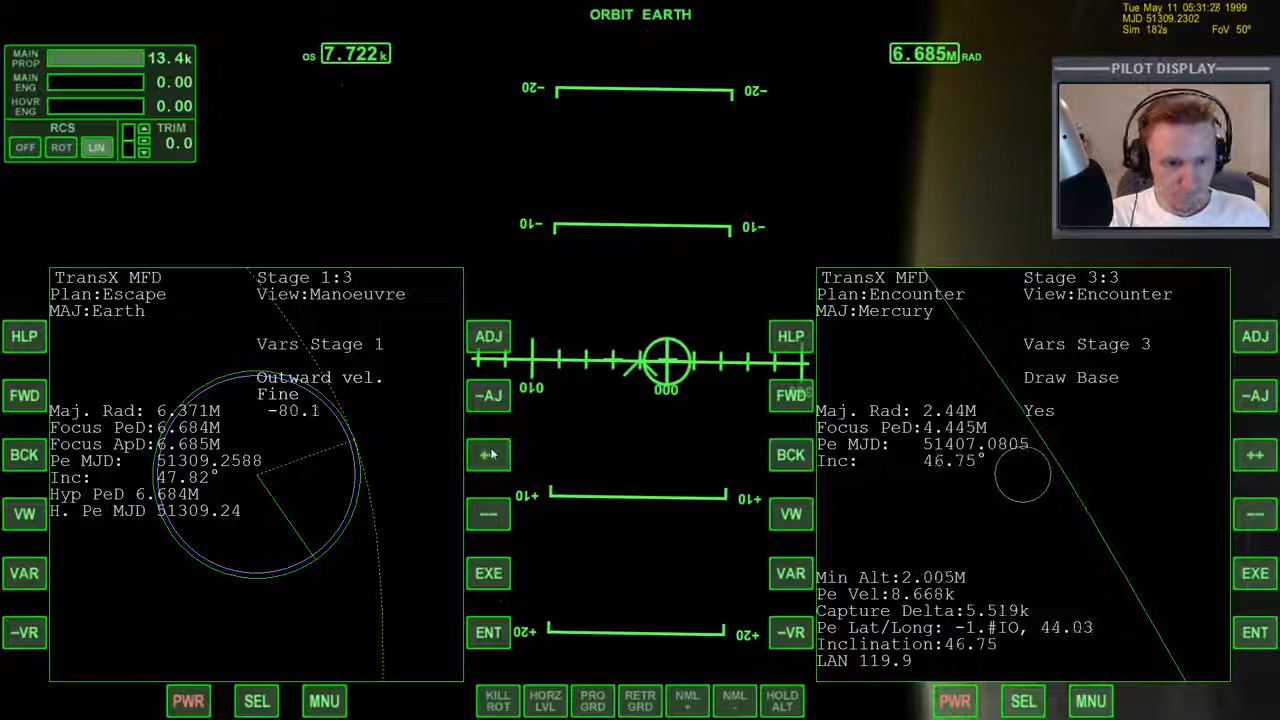 ORBIT EARTH
Tue May 11 05:31:28 1999
MJD 51309.2302
Sim 187s FoV 50°
MAIN PROP 13.4k
MAIN ENG 0.00
HOVR ENG 0.00
RCS TRIM
0.0
OFF ROT LIN
OS 7.722k
6.685M RAD
PILOT DISPLAY
-20 -20
-10 -10
010 000
+10 +10
+20 +20
TransX MFD Stage 1:3
Plan:Escape View:Manoeuvre
MAJ:Earth
Vars Stage 1
Outward vel.
Fine
Maj. Rad: 6.371M -80.1
Focus PeD:6.684M
Focus ApD:6.685M
Pe MJD: 51309.2588
Inc: 47.82°
Hyp PeD 6.684M
H. Pe MJD 51309.24
HLP
FWD
BCK
VW
VAR
-VR
ADJ
-AJ
++
--
EXE
ENT
PWR SEL MNU
KILL ROT
HORZ LVL
PRO GRD
RETR GRD
NML +
NML -
HOLD ALT
TransX MFD Stage 3:3
Plan:Encounter View:Encounter
MAJ:Mercury
Vars Stage 3
Draw Base
Maj. Rad: 2.44M Yes
Focus PeD:4.445M
Pe MJD: 51407.0805
Inc: 46.75°
Min Alt:2.005M
Pe Vel:8.668k
Capture Delta:5.519k
Pe Lat/Long: -1.#IO, 44.03
Inclination:46.75
LAN 119.9
HLP
FWD
BCK
VW
VAR
-VR
ADJ
-AJ
++
--
EXE
ENT
PWR SEL MNU